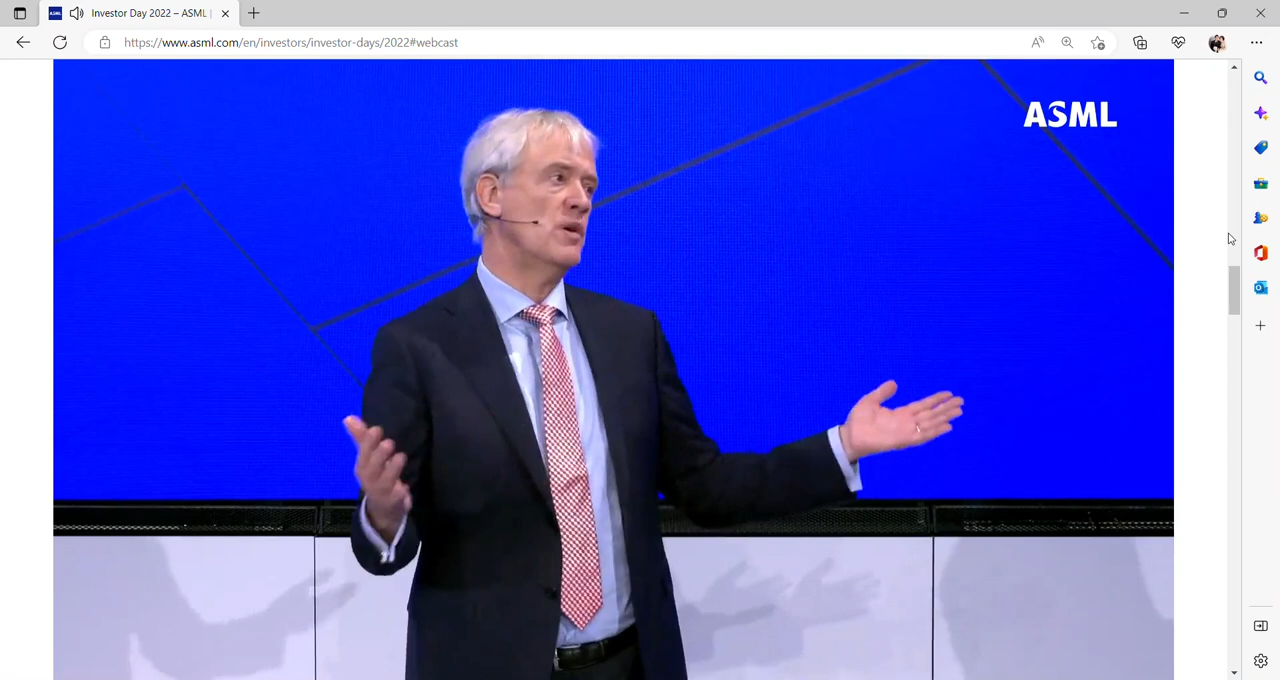 Investor Day 2022 – ASML |
https://www.asml.com/en/investors/investor-days/2022#webcast
ASML